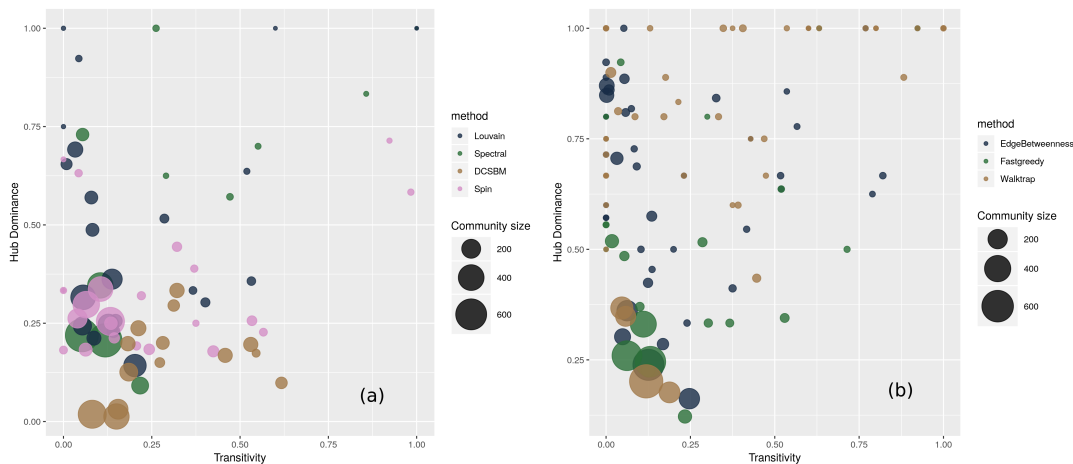 Hub Dominance
1.00
0.75
0.50
0.25
0.00
0.00 0.25 0.50 0.75 1.00
Transitivity
(a)
method
Louvain
Spectral
DCSBM
Spin
Community size
200
400
600
Hub Dominance
1.00
0.75
0.50
0.25
0.00 0.25 0.50 0.75 1.00
Transitivity
(b)
method
EdgeBetweenness
Fastgreedy
Walktrap
Community size
200
400
600